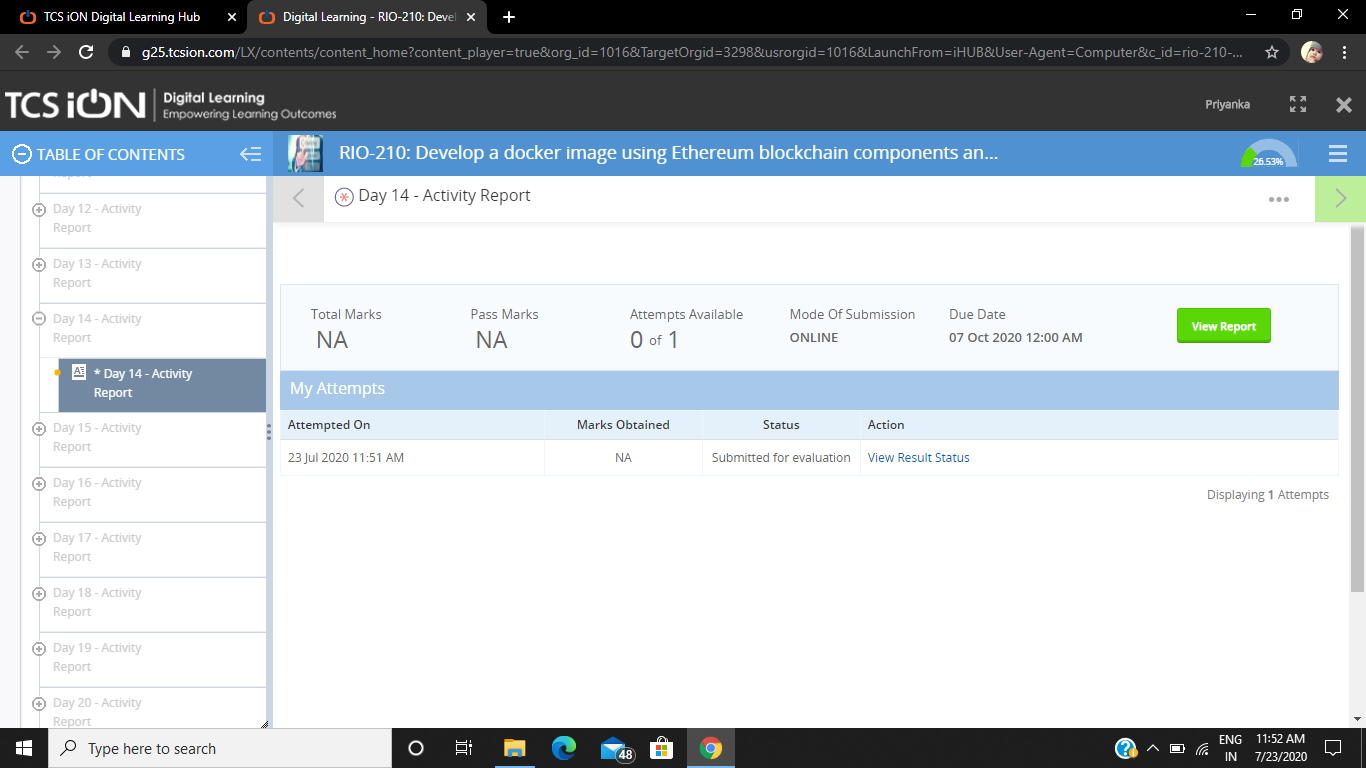 TCS iON Digital Learning Hub
Digital Learning - RIO-210: Devel
g25.tcsion.com/LX/contents/content_home?content_player=true&org_id=1016&TargetOrgid=3298&usrorgid=1016&LaunchFrom=iHUB&User-Agent=Computer&c_id=rio-210-...
TCS iON
Digital Learning
Empowering Learning Outcomes
Priyanka
TABLE OF CONTENTS
RIO-210: Develop a docker image using Ethereum blockchain components an...
26.53%
Report
Day 12 - Activity
Report
Day 13 - Activity
Report
Day 14 - Activity
Report
* Day 14 - Activity
Report
Day 15 - Activity
Report
Day 16 - Activity
Report
Day 17 - Activity
Report
Day 18 - Activity
Report
Day 19 - Activity
Report
Day 20 - Activity
Report
Day 14 - Activity Report
Total Marks
NA
Pass Marks
NA
Attempts Available
0 of 1
Mode Of Submission
ONLINE
Due Date
07 Oct 2020 12:00 AM
View Report
My Attempts
Attempted On Marks Obtained Status Action
23 Jul 2020 11:51 AM NA Submitted for evaluation View Result Status
Displaying 1 Attempts
Type here to search
48
ENG
IN
11:52 AM
7/23/2020